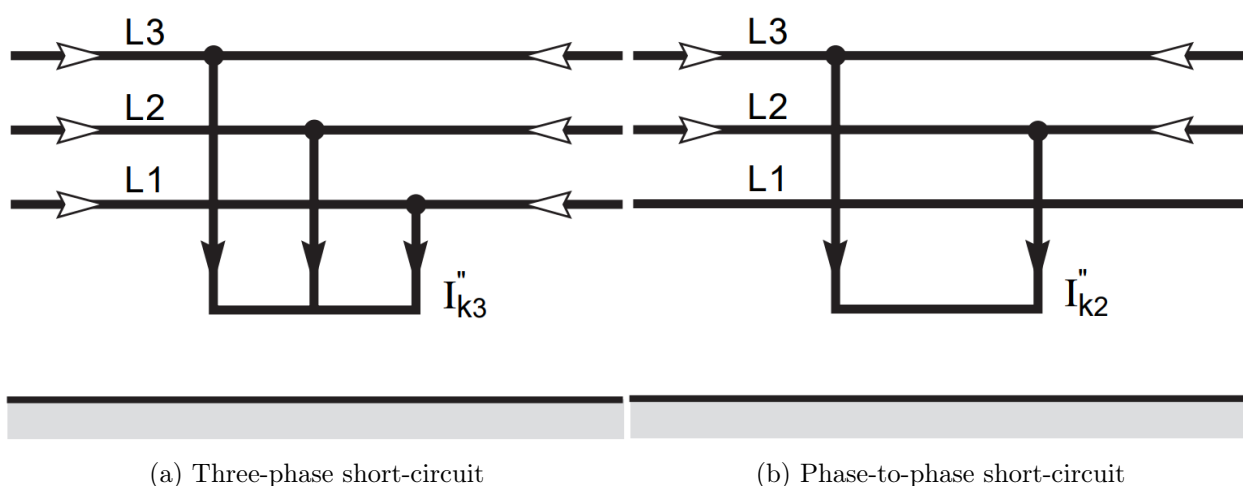 L3
L2
L1
I"k3
(a) Three-phase short-circuit
L3
L2
L1
I"k2
(b) Phase-to-phase short-circuit